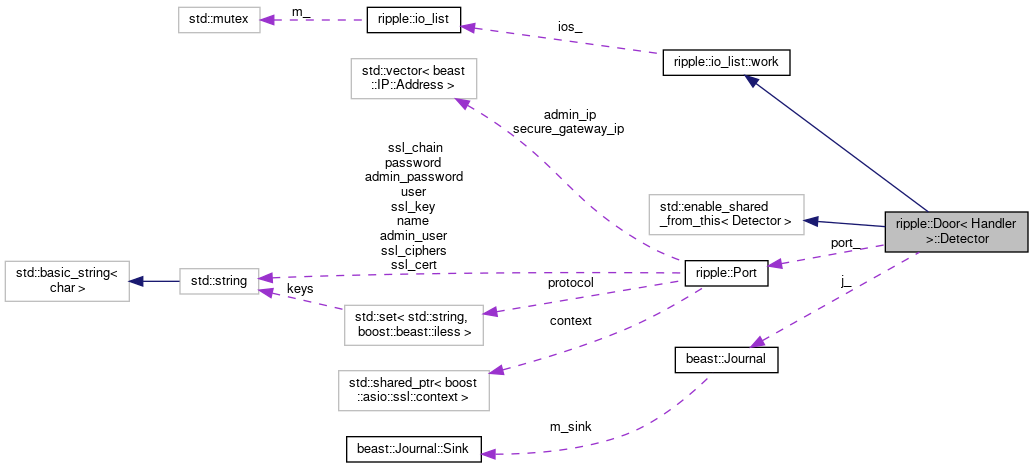 std::mutex
m_
ripple::io_list
ios_
ripple::io_list::work
std::vector< beast
::IP::Address >
admin_ip
secure_gateway_ip
ssl_chain
password
admin_password
user
ssl_key
name
admin_user
ssl_ciphers
ssl_cert
std::enable_shared
_from_this< Detector >
ripple::Door< Handler
>::Detector
port_
std::basic_string<
char >
std::string
keys
ripple::Port
protocol
j_
std::set< std::string,
boost::beast::iless >
context
beast::Journal
std::shared_ptr< boost
::asio::ssl::context >
m_sink
beast::Journal::Sink